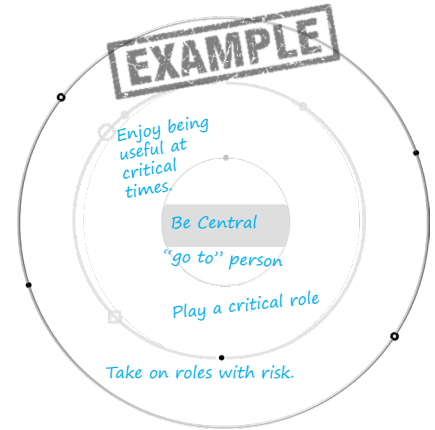 EXAMPLE
Enjoy being
useful at
critical
times.
Be Central
“go to” person
Play a critical role
Take on roles with risk.